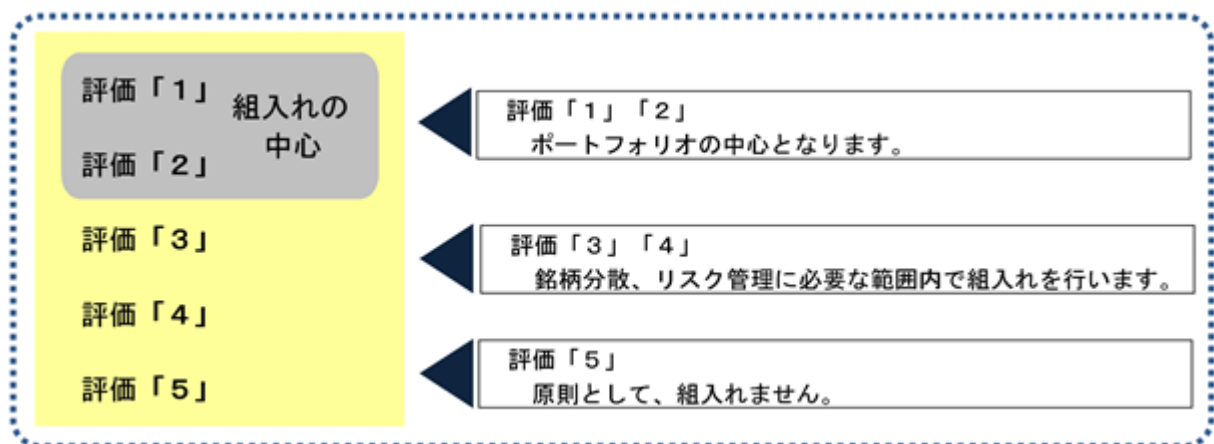 評価「１」
組入れの
中心
評価「２」
評価「３」
評価「４」
評価「５」
評価「１」「２」
ポートフォリオの中心となります。
評価「３」「４」
銘柄分散、リスク管理に必要な範囲内で組入れを行います。
評価「５」
原則として、組入れません。